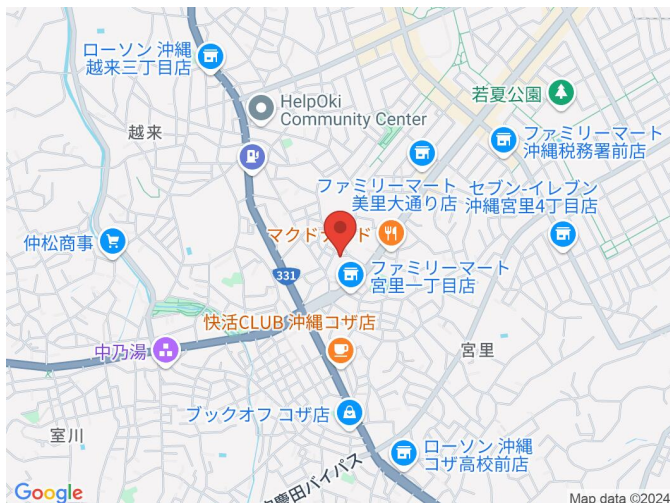 ローソン 沖縄
越来三丁目店
若夏公園
HelpOki
Community Center
越来
ファミリーマート
沖縄税務署前店
ファミリーマート
美里大通り店
セブン-イレブン
沖縄宮里4丁目店
仲松商事
マクド
ド
ファミリーマート
宮里一丁目店
331
快活CLUB 沖縄コザ店
中乃湯
宮里
ブックオフ コザ店
室川
ローソン 沖縄
コザ高校前店
慶田バイパス
Google
Map data ©2024